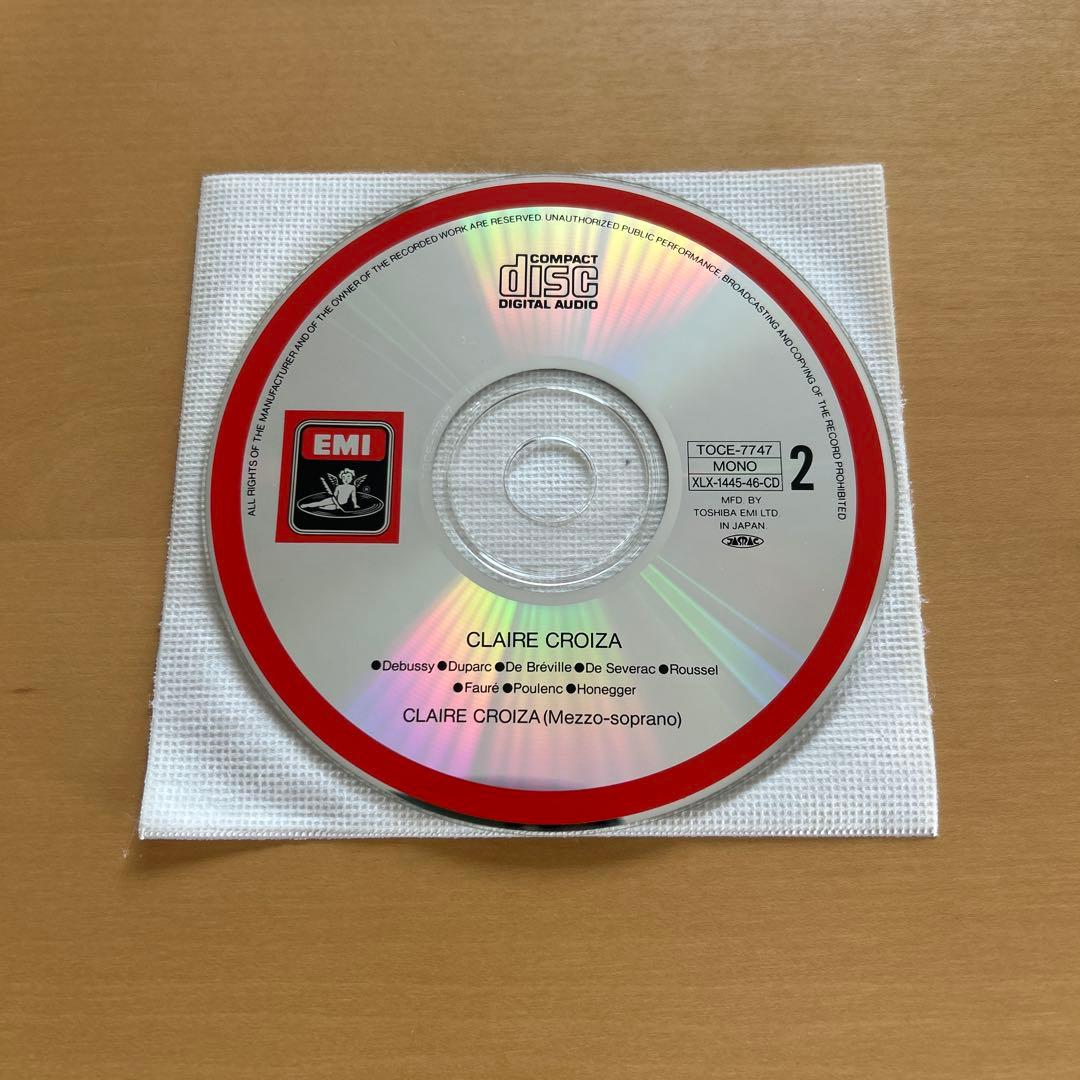 ALL RIGHTS OF THE MANUFACTURER AND OF THE OWNER OF THE RECORDED WORK ARE RESERVED. UNAUTHORIZED PUBLIC PERFORMANCE, BROADCASTING AND COPYING OF THE RECORD PROHIBITED
COMPACT
disc
DIGITAL AUDIO
EMI
TOCE-7747
MONO
XLX-1445-46-CD
2
MFD. BY
TOSHIBA EMI LTD.
IN JAPAN.
JASRAC
CLAIRE CROIZA
●Debussy ●Duparc ●De Bréville ●De Severac ●Roussel
●Fauré ●Poulenc ●Honegger
CLAIRE CROIZA (Mezzo-soprano)